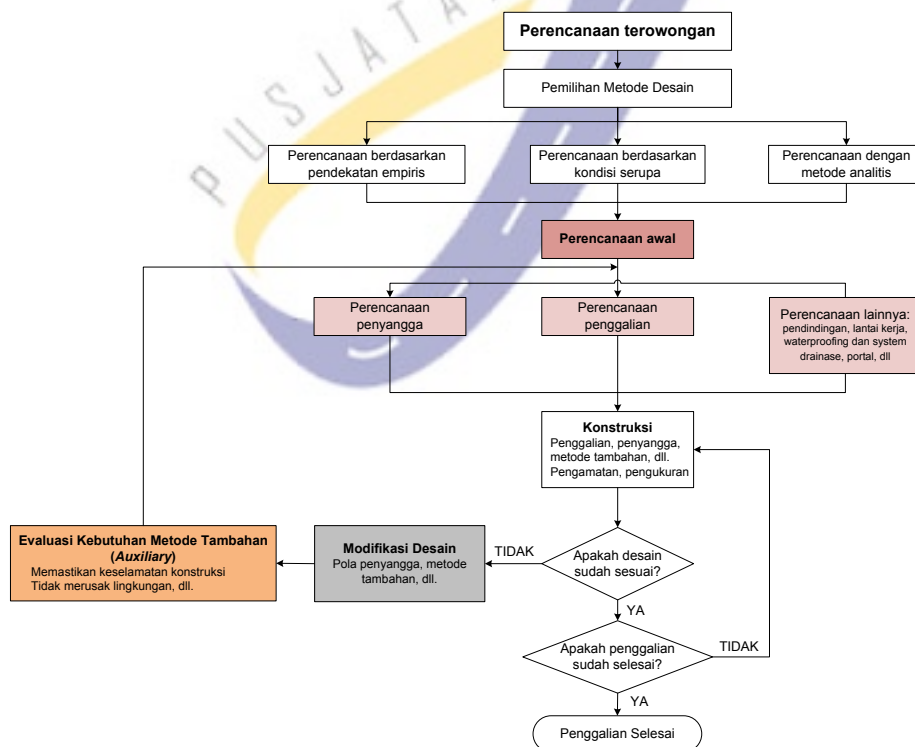 PUSJATA
Perencanaan terowongan
Pemilihan Metode Desain
Perencanaan berdasarkan
pendekatan empiris
Perencanaan berdasarkan
kondisi serupa
Perencanaan dengan
metode analitis
Perencanaan awal
Perencanaan
penyangga
Perencanaan
penggalian
Perencanaan lainnya:
pendindingan, lantai kerja,
waterproofing dan system
drainase, portal, dll
Konstruksi
Penggalian, penyangga,
metode tambahan, dll.
Pengamatan, pengukuran
Evaluasi Kebutuhan Metode Tambahan
(Auxiliary)
Memastikan keselamatan konstruksi
Tidak merusak lingkungan, dll.
Modifikasi Desain
Pola penyangga, metode
tambahan, dll.
TIDAK
Apakah desain
sudah sesuai?
YA
Apakah penggalian
sudah selesai?
TIDAK
YA
Penggalian Selesai